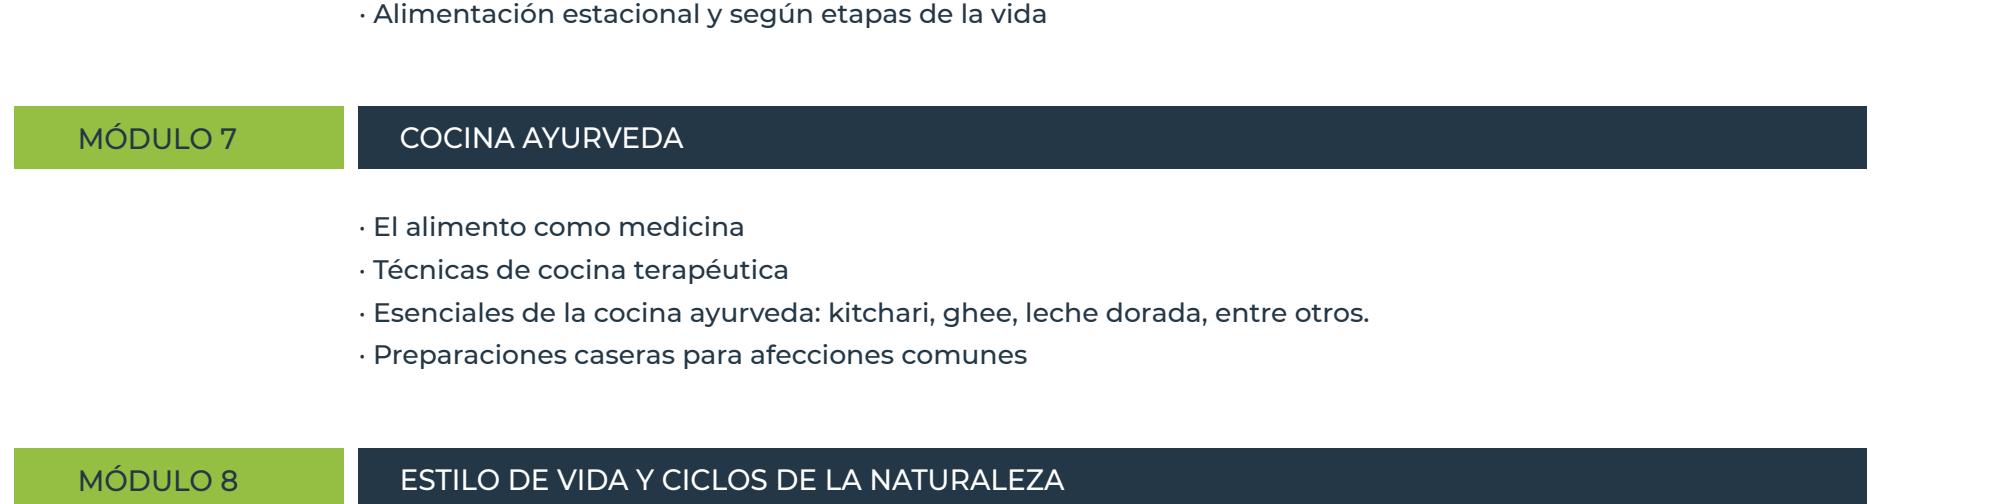 · Alimentación estacional y según etapas de la vida
MÓDULO 7
COCINA AYURVEDA
· El alimento como medicina
· Técnicas de cocina terapéutica
· Esenciales de la cocina ayurveda: kitchari, ghee, leche dorada, entre otros.
· Preparaciones caseras para afecciones comunes
MÓDULO 8
ESTILO DE VIDA Y CICLOS DE LA NATURALEZA